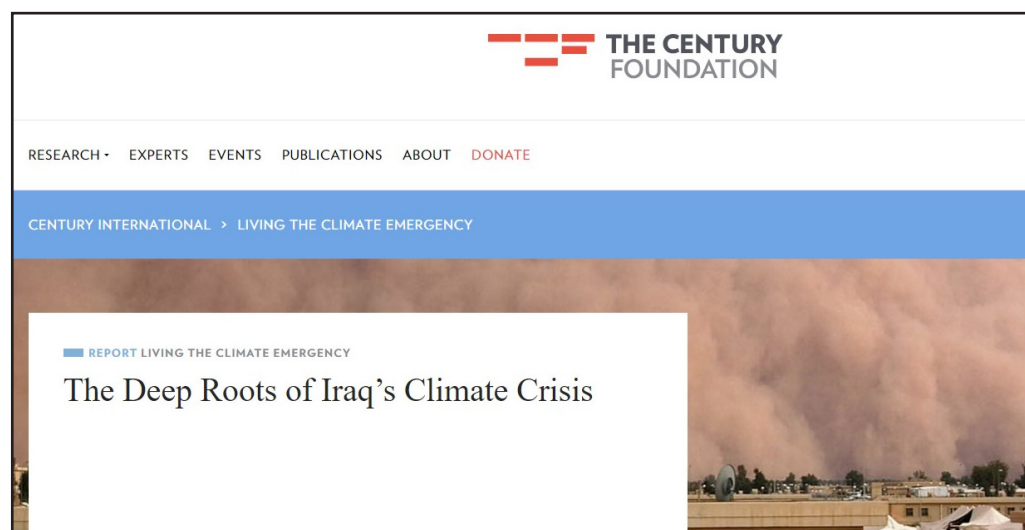 THE CENTURY
FOUNDATION
RESEARCH▾ EXPERTS EVENTS PUBLICATIONS ABOUT DONATE
CENTURY INTERNATIONAL > LIVING THE CLIMATE EMERGENCY
REPORT LIVING THE CLIMATE EMERGENCY
The Deep Roots of Iraq’s Climate Crisis